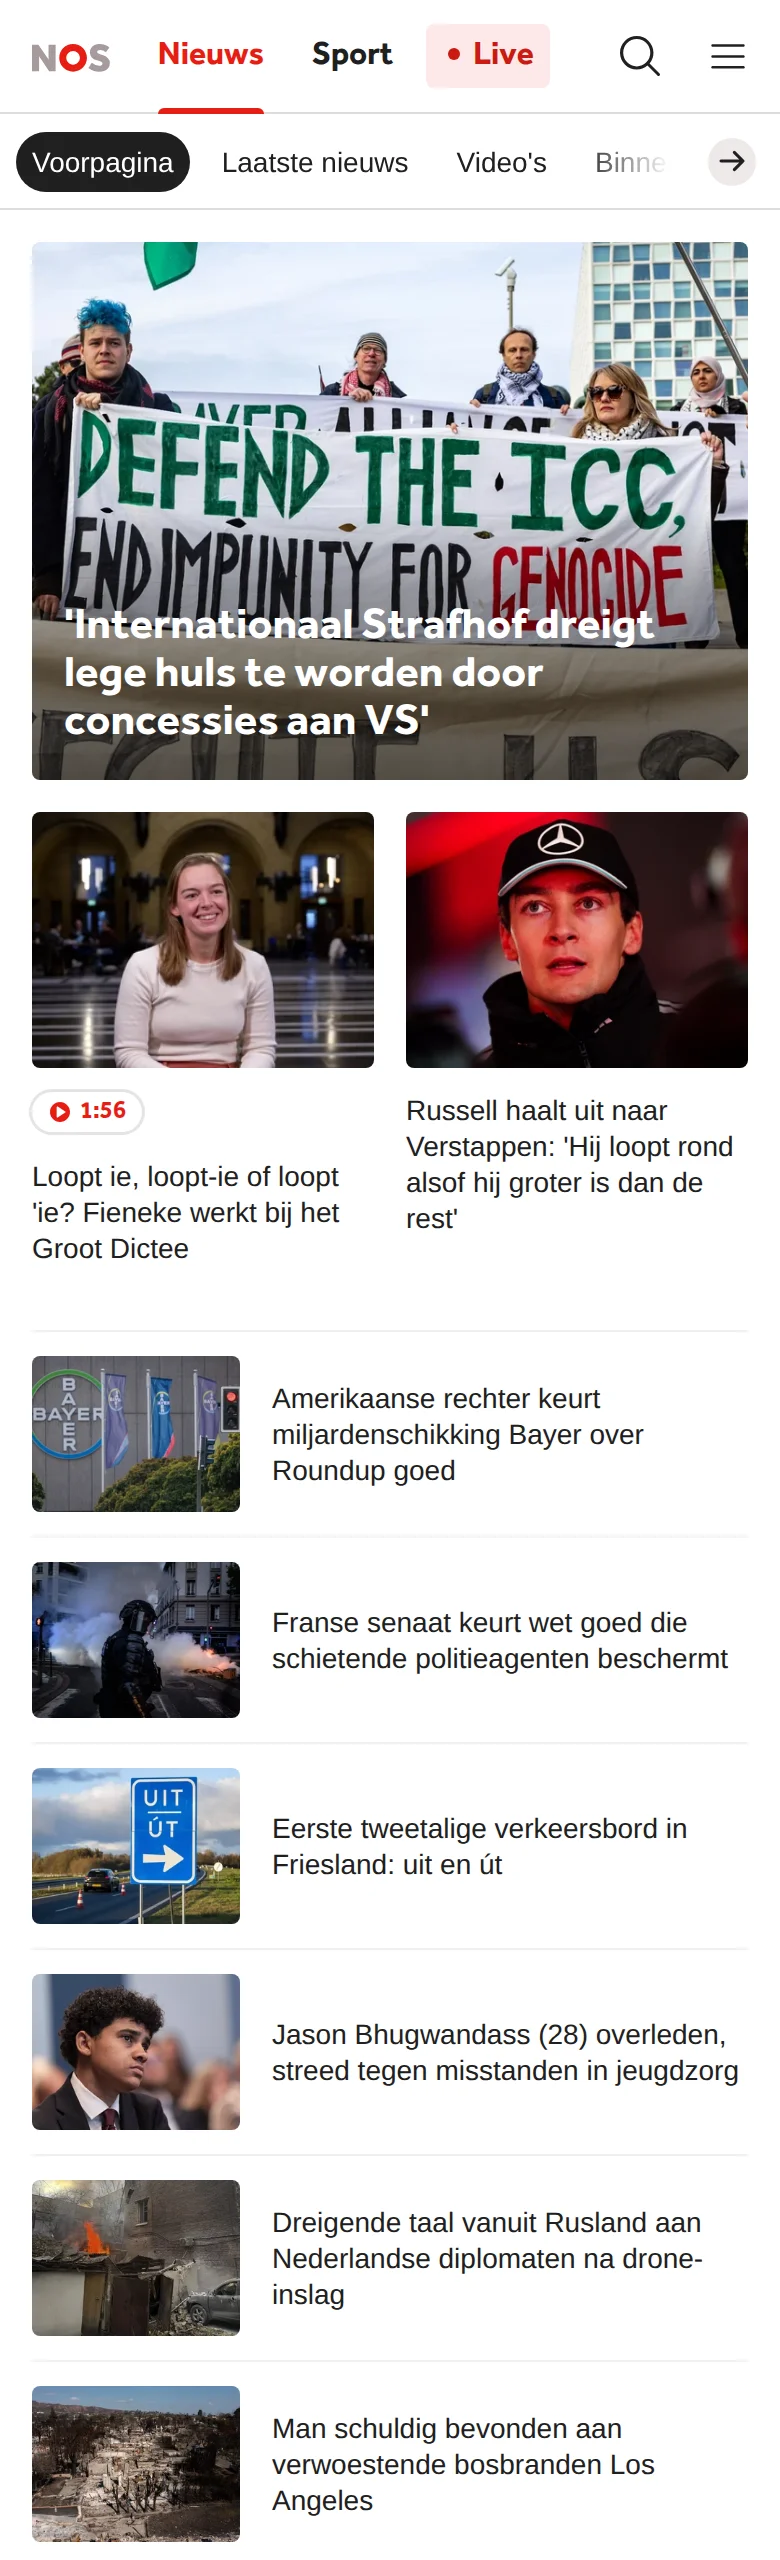 NOS
Nieuws
Sport
Live
Voorpagina
Laatste nieuws
Video's
Binne
DEFEND THE ICC,
END IMPUNITY FOR GENOCIDE
'Internationaal Strafhof dreigt
lege huls te worden door
concessies aan VS'
1:56
Loopt ie, loopt-ie of loopt
'ie? Fieneke werkt bij het
Groot Dictee
Russell haalt uit naar
Verstappen: 'Hij loopt rond
alsof hij groter is dan de
rest'
BAYER
BAYER
Amerikaanse rechter keurt
miljardenschikking Bayer over
Roundup goed
Franse senaat keurt wet goed die
schietende politieagenten beschermt
UIT
ÚT
Eerste tweetalige verkeersbord in
Friesland: uit en út
Jason Bhugwandass (28) overleden,
streed tegen misstanden in jeugdzorg
Dreigende taal vanuit Rusland aan
Nederlandse diplomaten na drone-
inslag
Man schuldig bevonden aan
verwoestende bosbranden Los
Angeles